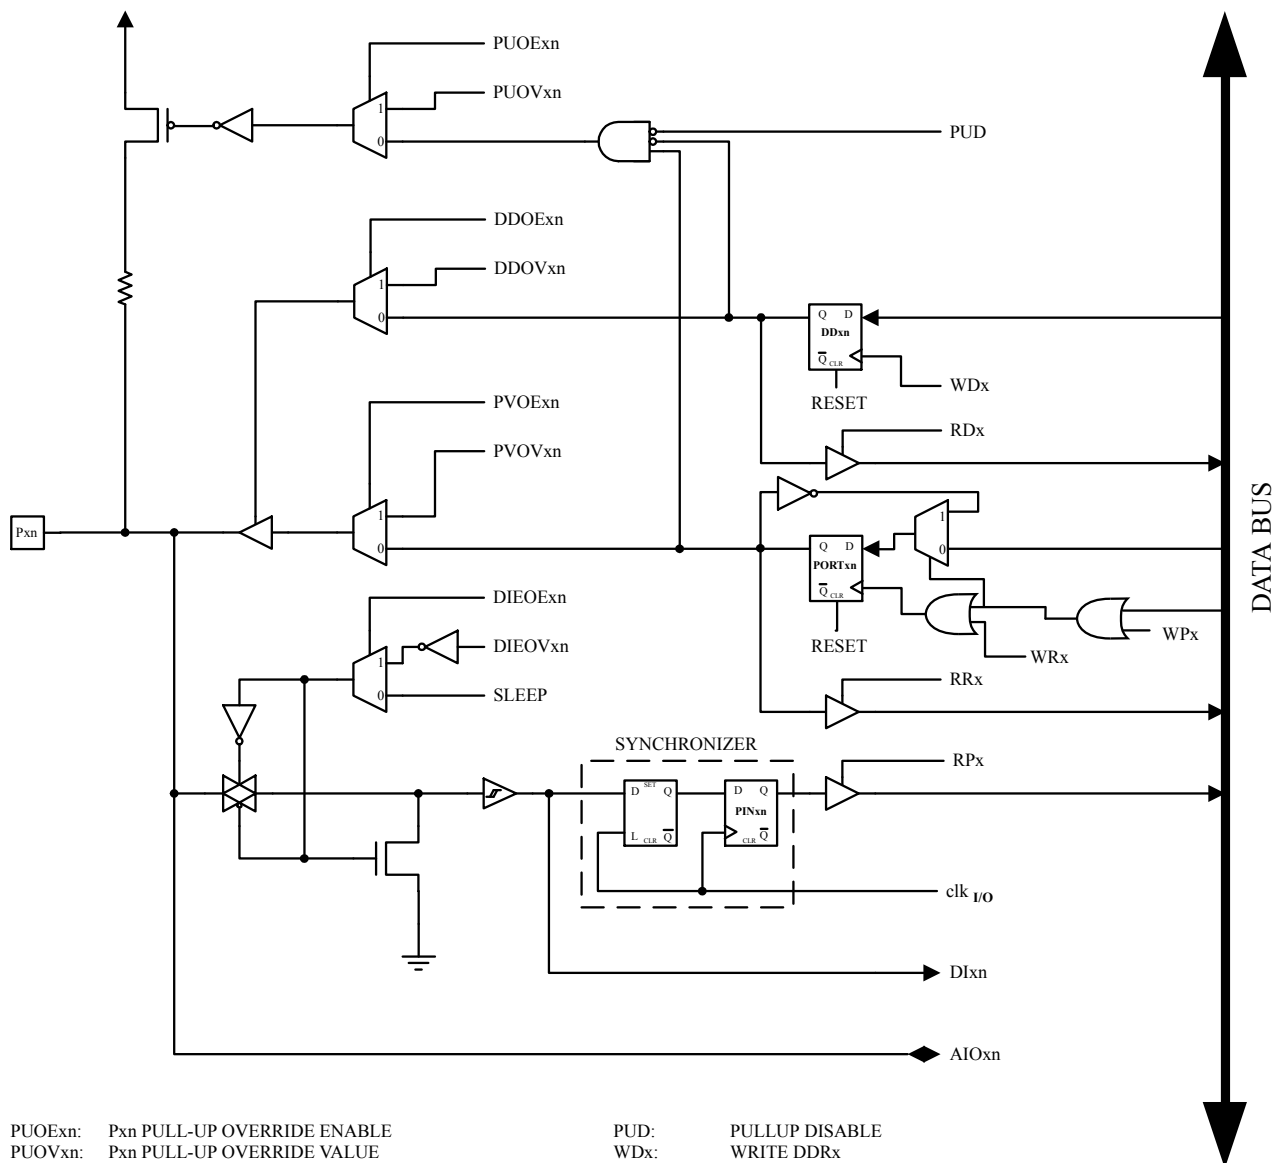 PUOExn
PUOVxn
1
0
PUD
DDOExn
DDOVxn
1
0
Q D
DDxn
Q CLR
WDx
RESET
RDx
PVOExn
PVOVxn
1
0
Pxn
1
0
Q D
PORTxn
Q CLR
RESET
WRx
WPx
DATA BUS
DIEOExn
DIEOVxn
1
0
SLEEP
RRx
SYNCHRONIZER
RPx
D SET Q
L CLR Q
D Q
PINxn
CLR Q
clk I/O
DIxn
AIOxn
PUOExn: Pxn PULL-UP OVERRIDE ENABLE
PUOVxn: Pxn PULL-UP OVERRIDE VALUE
PUD: PULLUP DISABLE
WDx: WRITE DDRx